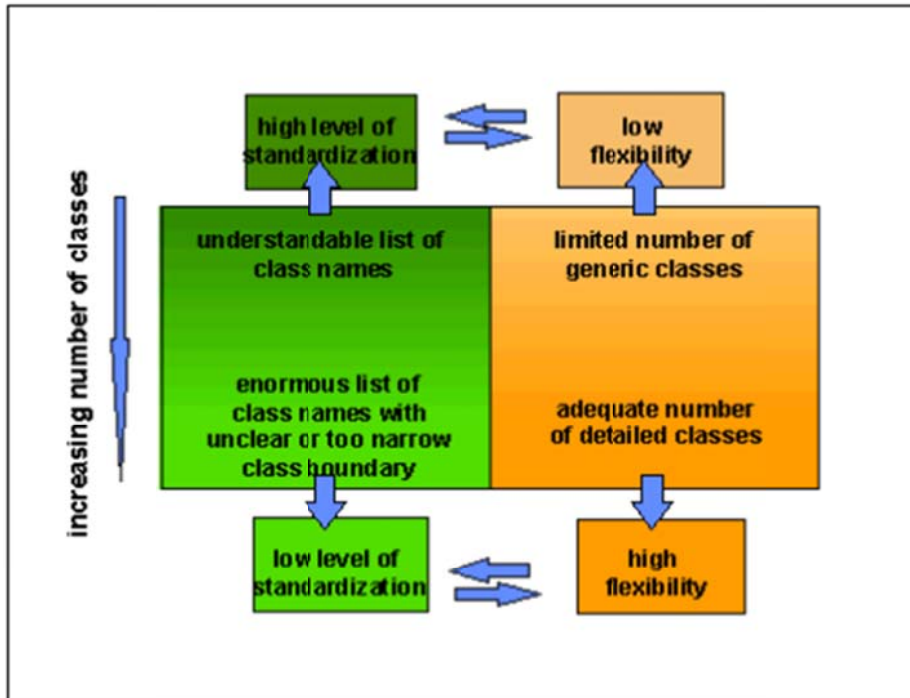 high level of
standardization
low
flexibility
increasing number of classes
understandable list of
class names
limited number of
generic classes
enormous list of
class names with
unclear or too narrow
class boundary
adequate number
of detailed classes
low level of
standardization
high
flexibility